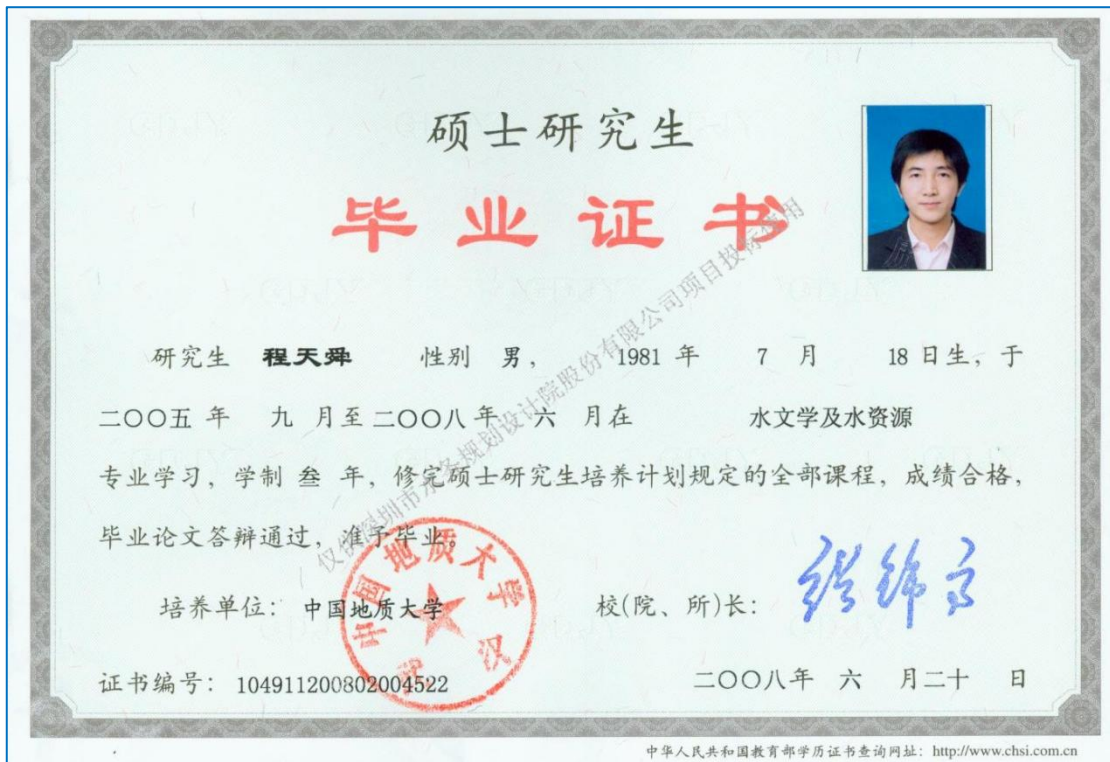 硕士研究生
毕业证书
研究生 程天舜 性别 男， 1981 年 7 月 18 日生，于
二〇〇五 年 九 月至 二〇〇八 年 六 月在 水文学及水资源
专业学习，学制 叁 年，修完硕士研究生培养计划规定的全部课程，成绩合格，
毕业论文答辩通过，准予毕业。
培养单位：中国地质大学
校(院、所)长：
证书编号：104911200802004522
二〇〇八年 六 月二十 日
中国地质大学
武汉
仅供深圳市水务规划设计院股份有限公司项目投标使用
中华人民共和国教育部学历证书查询网址：http://www.chsi.com.cn